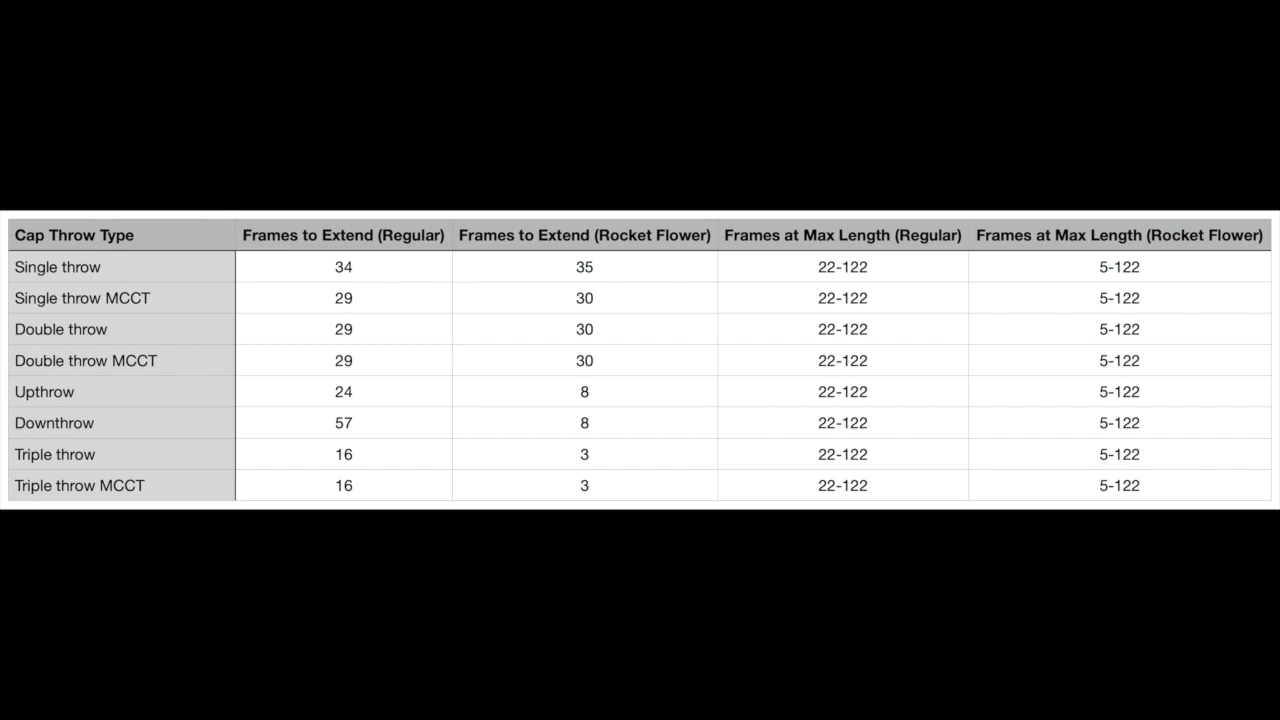 Cap Throw Type Frames to Extend (Regular) Frames to Extend (Rocket Flower) Frames at Max Length (Regular) Frames at Max Length (Rocket Flower)
Single throw 34 35 22-122 5-122
Single throw MCCT 29 30 22-122 5-122
Double throw 29 30 22-122 5-122
Double throw MCCT 29 30 22-122 5-122
Upthrow 24 8 22-122 5-122
Downthrow 57 8 22-122 5-122
Triple throw 16 3 22-122 5-122
Triple throw MCCT 16 3 22-122 5-122